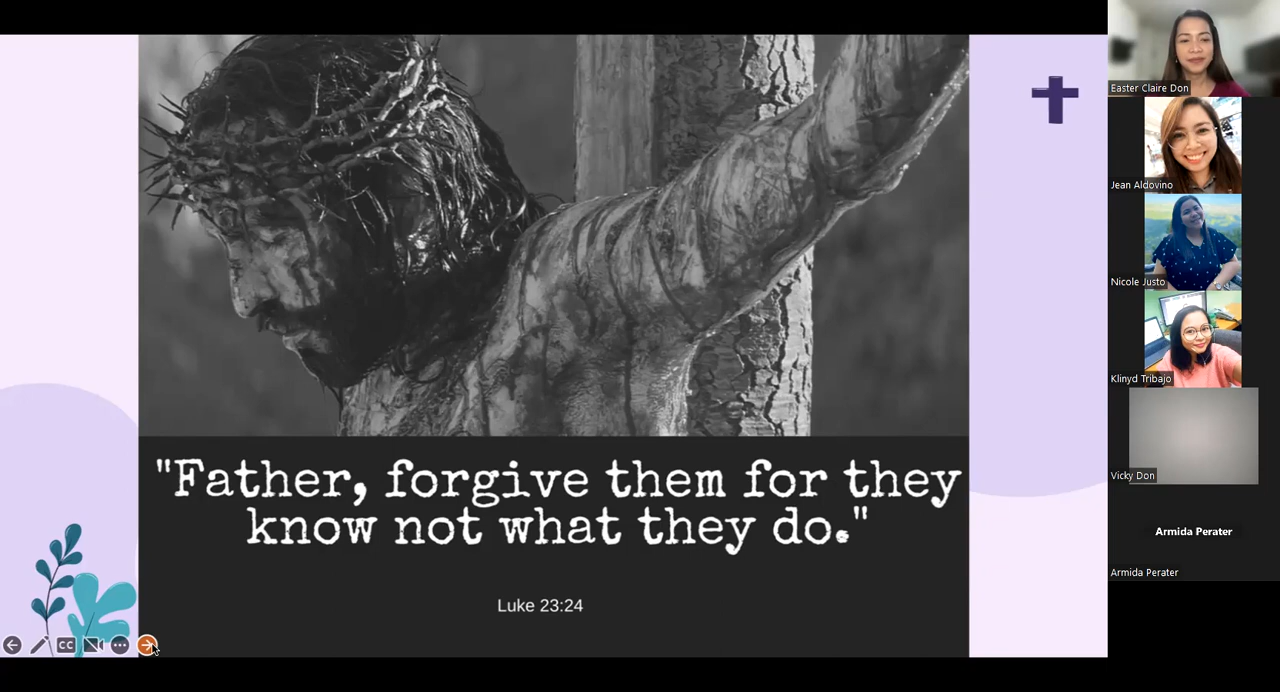 "Father, forgive them for they
know not what they do."
Luke 23:24
CC
Easter Claire Don
Jean Aldovino
Nicole Justo
Klinyd Tribajo
Vicky Don
Armida Perater
Armida Perater